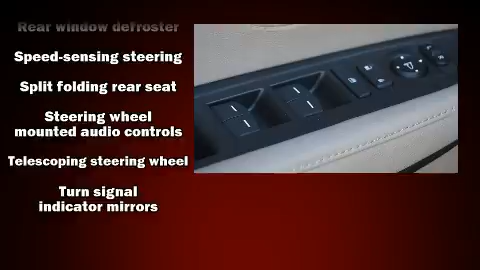 Rear window defroster
Speed-sensing steering
Split folding rear seat
Steering wheel
mounted audio controls
Telescoping steering wheel
Turn signal
indicator mirrors